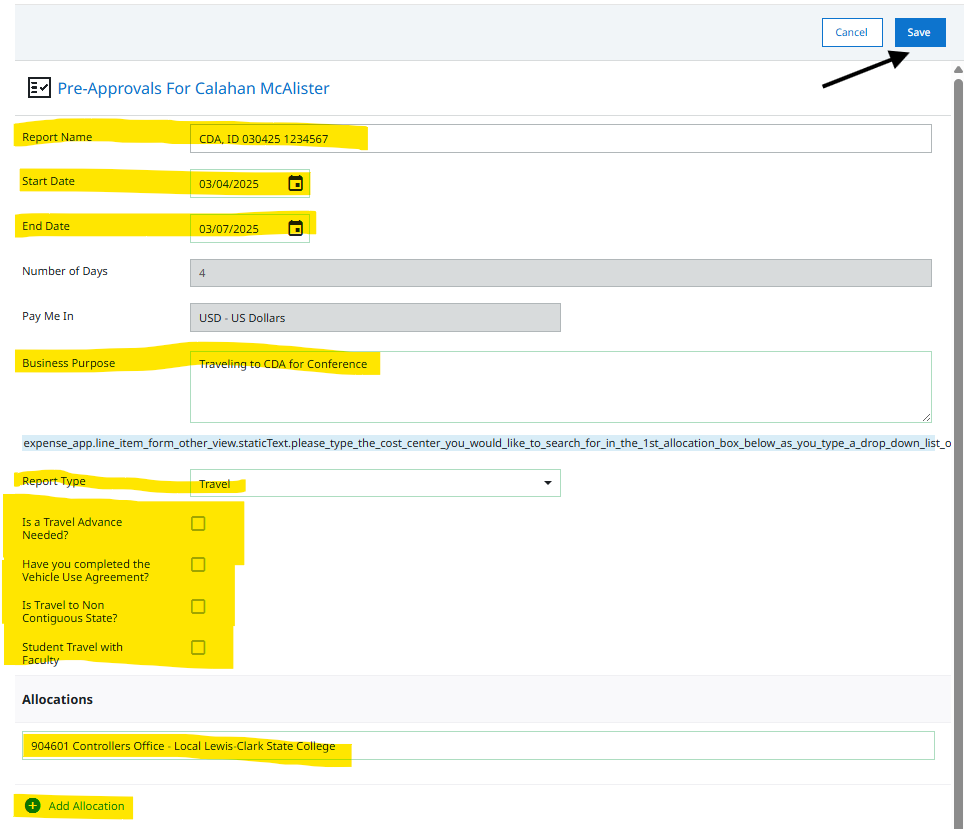 Cancel
Save
Pre-Approvals For Calahan McAlister
Report Name
CDA, ID 030425 1234567
Start Date
03/04/2025
End Date
03/07/2025
Number of Days
4
Pay Me In
USD - US Dollars
Business Purpose
Traveling to CDA for Conference
expense_app.line_item_form_other_view.staticText.please_type_the_cost_center_you_would_like_to_search_for_in_the_1st_allocation_box_below_as_you_type_a_drop_down_list_o
Report Type
Travel
Is a Travel Advance
Needed?
Have you completed the
Vehicle Use Agreement?
Is Travel to Non
Contiguous State?
Student Travel with
Faculty
Allocations
904601 Controllers Office - Local Lewis-Clark State College
Add Allocation